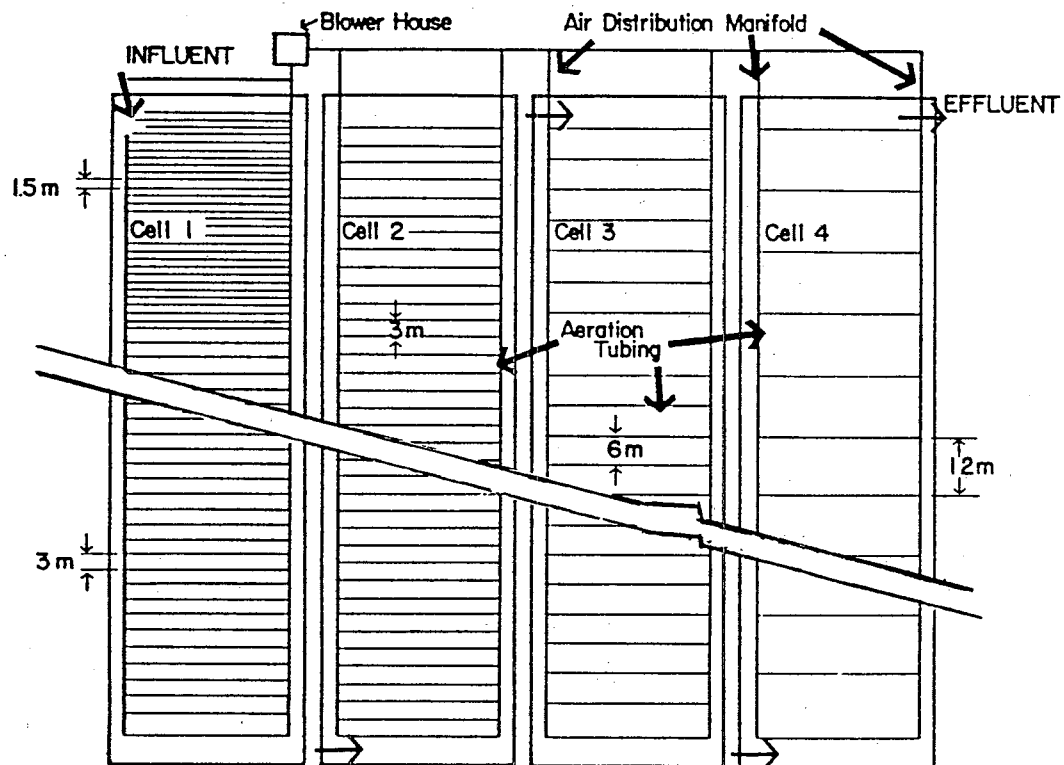 Blower House
Air Distribution Manifold
INFLUENT
EFFLUENT
1.5 m
Cell 1
Cell 2
Cell 3
Cell 4
3 m
Aeration
Tubing
6 m
12 m
3 m